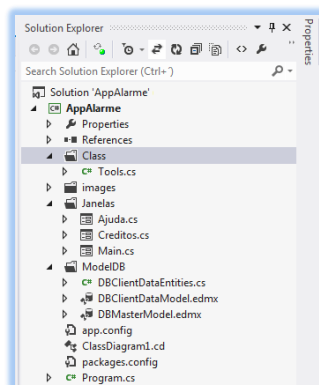 Solution Explorer
Properties
Search Solution Explorer (Ctrl+´)
Solution 'AppAlarme'
C# AppAlarme
Properties
References
Class
C# Tools.cs
images
Janelas
Ajuda.cs
Creditos.cs
Main.cs
ModelDB
C# DBClientDataEntities.cs
DBClientDataModel.edmx
DBMasterModel.edmx
app.config
ClassDiagram1.cd
packages.config
C# Program.cs